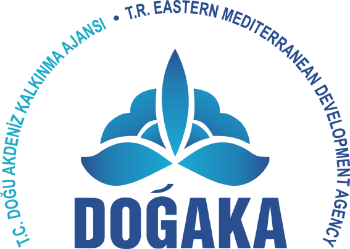 T.C. DOĞU AKDENİZ KALKINMA AJANSI • T.R. EASTERN MEDITERRANEAN DEVELOPMENT AGENCY
DOĞAKA